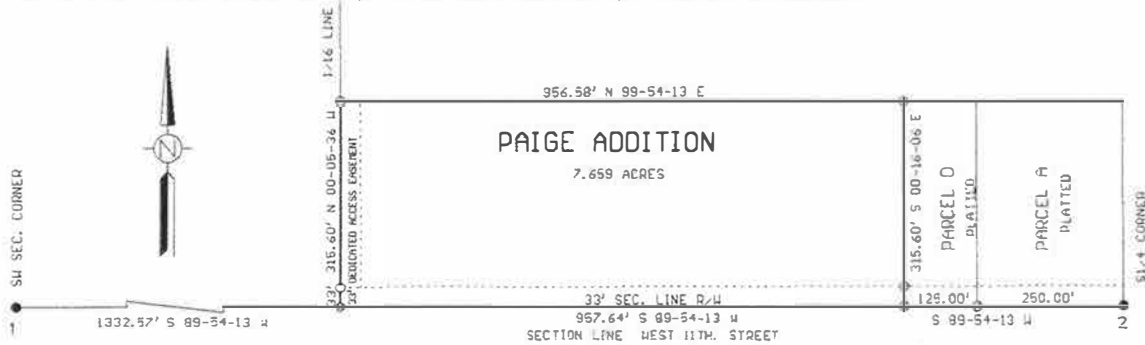 1/16 LINE
956.58' N 99-54-13 E
PAIGE ADDITION
7.659 ACRES
N
SW SEC. CORNER
33' 315.60' N 00-05-36 W
33' DEDICATED ACCESS EASEMENT
315.60' S 00-16-06 E
PARCEL D
PLATTED
PARCEL A
PLATTED
S1/4 CORNER
33' SEC. LINE R/W
125.00'
250.00'
1
1332.57' S 89-54-13 W
957.64' S 89-54-13 W
S 89-54-13 W
2
SECTION LINE WEST 11TH. STREET